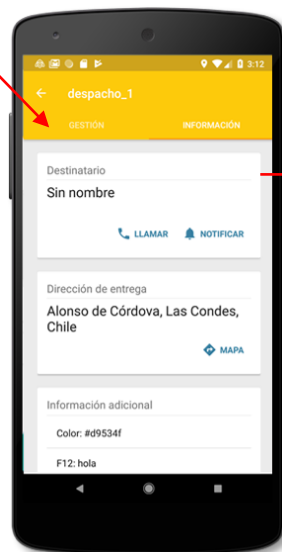 3:12
despacho_1
GESTIÓN INFORMACIÓN
Destinatario
Sin nombre
LLAMAR NOTIFICAR
Dirección de entrega
Alonso de Córdova, Las Condes,
Chile
MAPA
Información adicional
Color: #d9534f
F12: hola